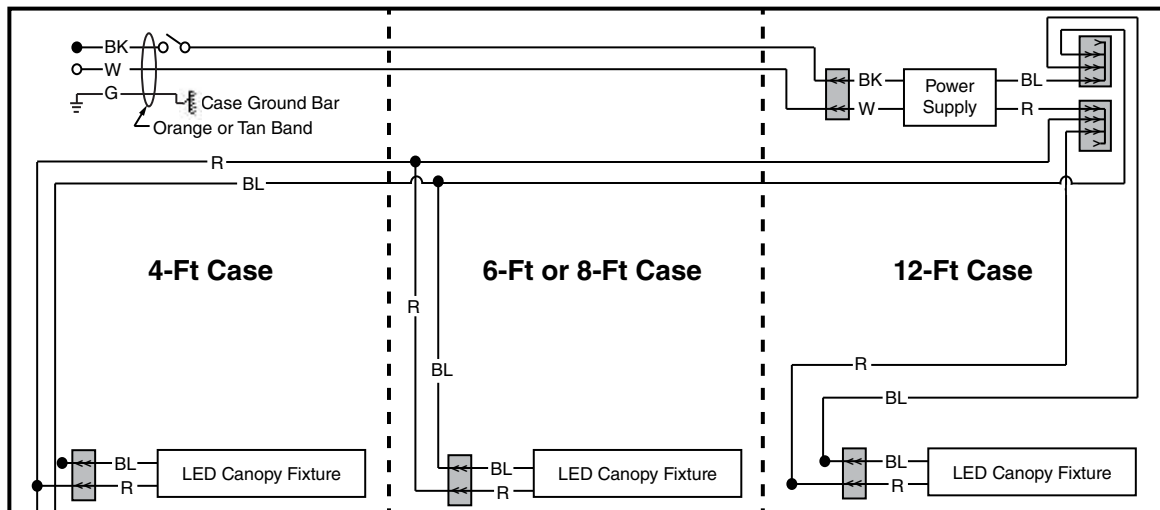 BK
W
G
Case Ground Bar
Orange or Tan Band
BK
W
Power
Supply
BL
R
R
BL
4-Ft Case
6-Ft or 8-Ft Case
12-Ft Case
R
BL
R
BL
BL
R
LED Canopy Fixture
BL
R
LED Canopy Fixture
BL
R
LED Canopy Fixture